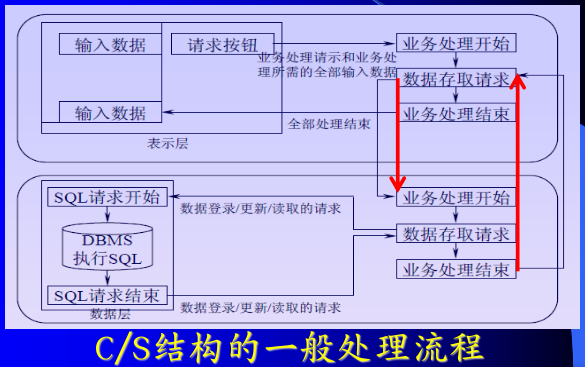 输入数据
请求按钮
业务处理开始
业务处理请示和业务处
理所需的全部输入数据
数据存取请求
输入数据
业务处理结束
全部处理结束
表示层
SQL请求开始
业务处理开始
数据登录/更新/读取的请求
数据存取请求
DBMS
执行SQL
业务处理结束
SQL请求结束
数据登录/更新/读取的请求
数据层
C/S结构的一般处理流程